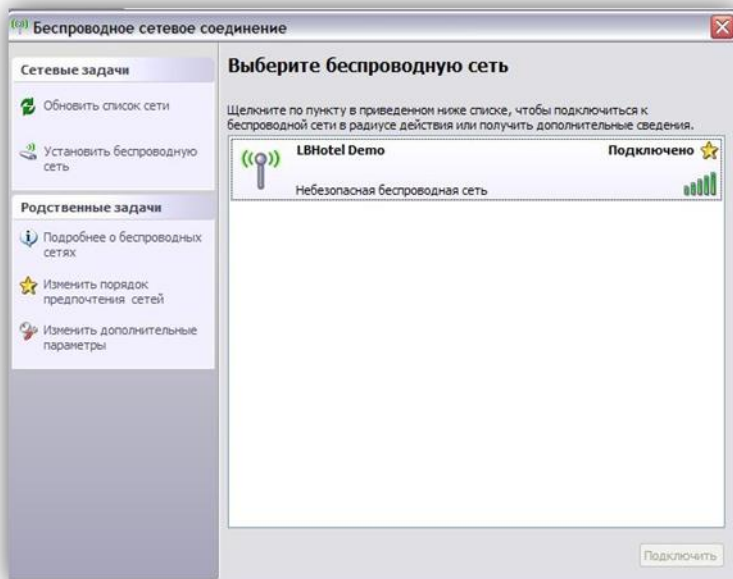 Беспроводное сетевое соединение
Сетевые задачи
Обновить список сети
Установить беспроводную
сеть
Родственные задачи
Подробнее о беспроводных
сетях
Изменить порядок
предпочтения сетей
Изменить дополнительные
параметры
Выберите беспроводную сеть
Щелкните по пункту в приведенном ниже списке, чтобы подключиться к
беспроводной сети в радиусе действия или получить дополнительные сведения.
LBHotel Demo Подключено
Небезопасная беспроводная сеть
Подключить